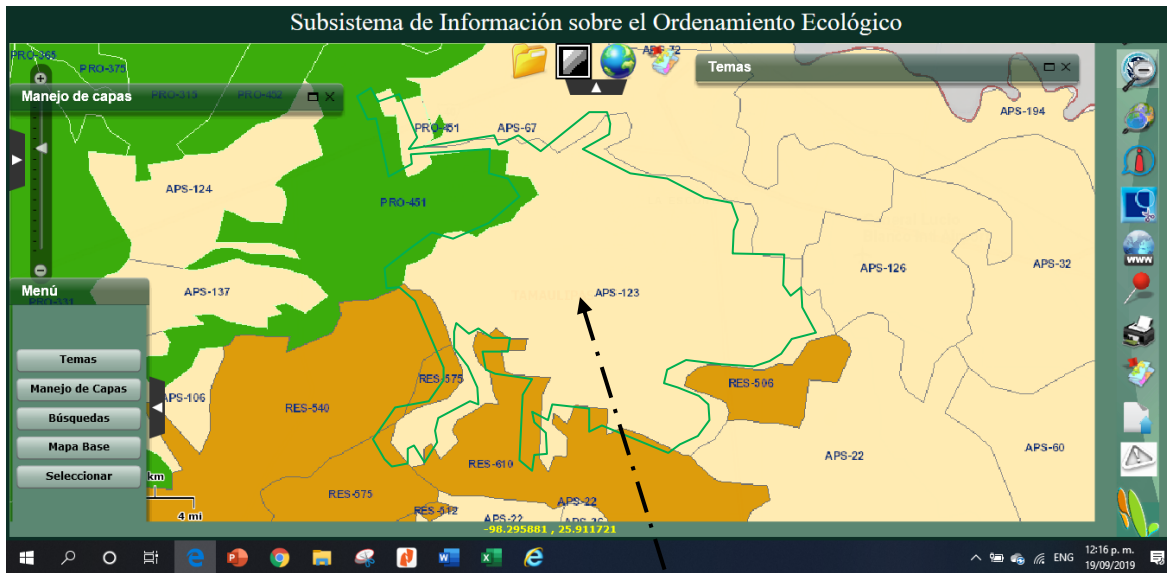 Subsistema de Información sobre el Ordenamiento Ecológico
PRO-365
PRO-375
APS-72
Temas
Manejo de capas
PRO-313
PRO-452
PRO-451
APS-67
APS-194
APS-124
PRO-451
APS-126
APS-32
Menú
APS-137
APS-123
PRO-331
Temas
Manejo de Capas
Búsquedas
Mapa Base
Seleccionar
APS-106
RES-575
RES-540
RES-506
RES-610
APS-22
APS-60
km
4 mi
RES-575
RES-512
APS-22
APS-22
-98.295881 , 25.911721
WWW
ENG
12:16 p. m.
19/09/2019